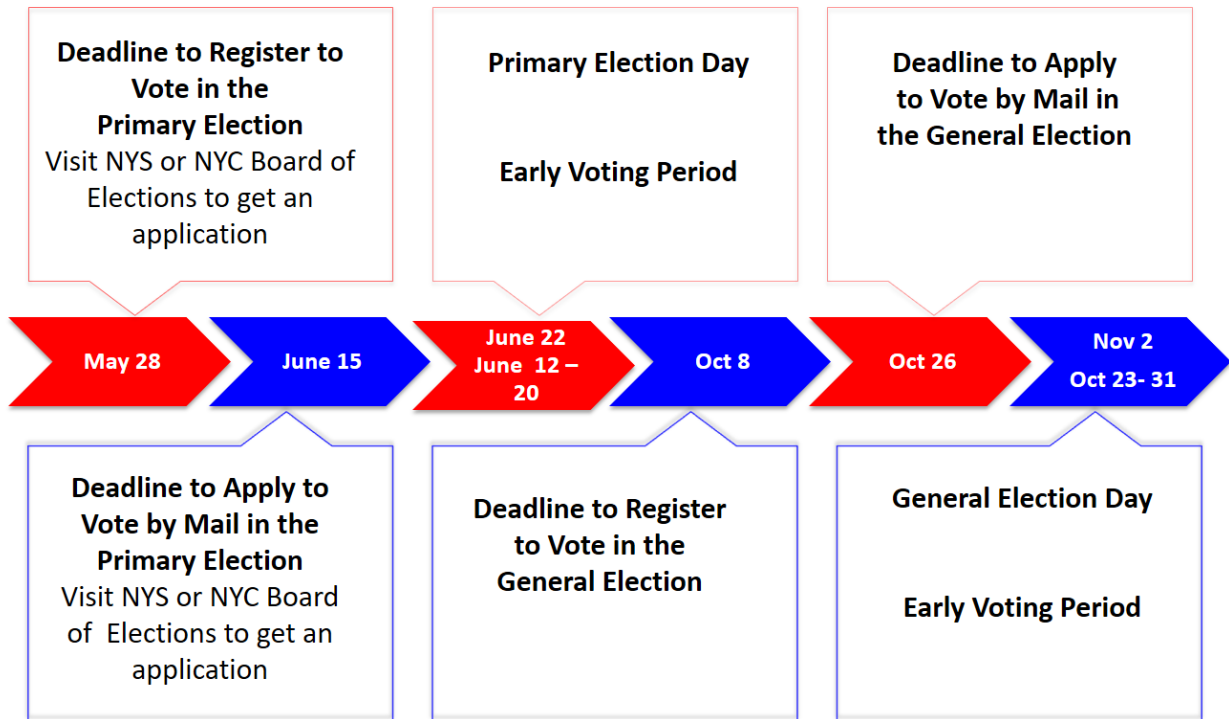 Deadline to Register to
Vote in the
Primary Election
Visit NYS or NYC Board of
Elections to get an
application
Primary Election Day
Early Voting Period
Deadline to Apply
to Vote by Mail in
the General Election
May 28
June 15
June 22
June 12 –
20
Oct 8
Oct 26
Nov 2
Oct 23- 31
Deadline to Apply to
Vote by Mail in the
Primary Election
Visit NYS or NYC Board
of Elections to get an
application
Deadline to Register
to Vote in the
General Election
General Election Day
Early Voting Period